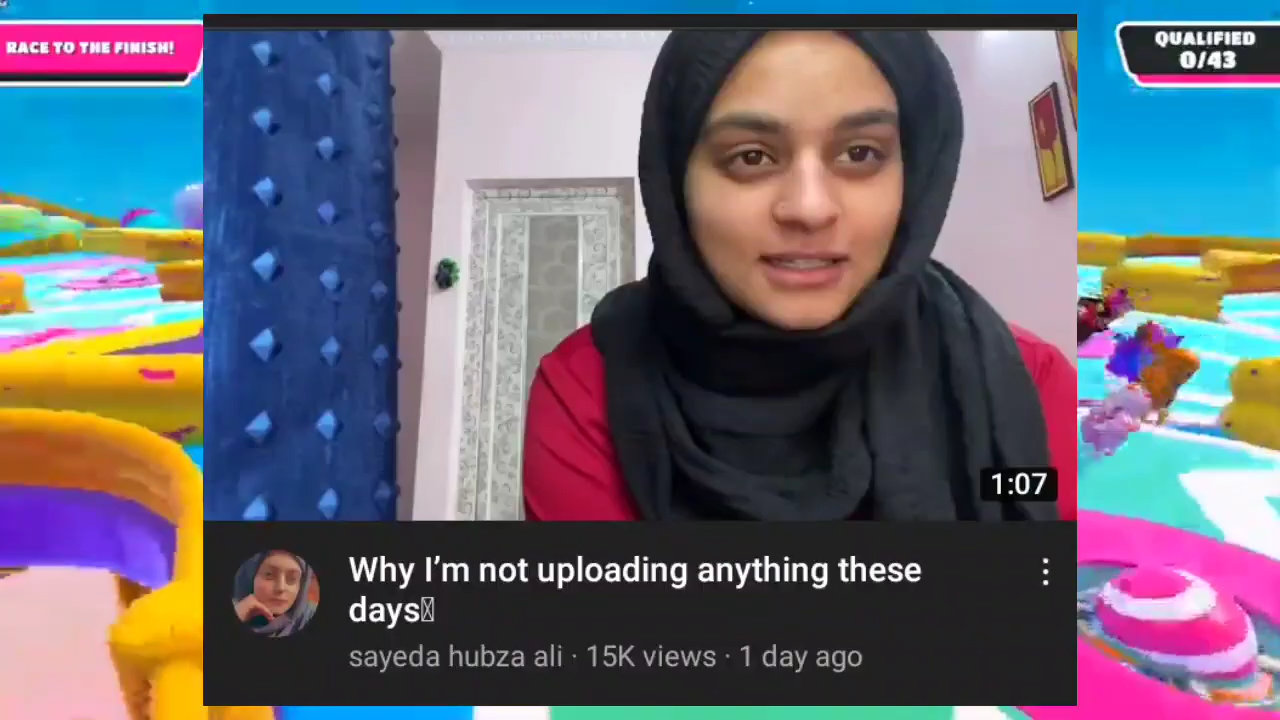 RACE TO THE FINISH!
QUALIFIED
0/43
1:07
Why I’m not uploading anything these
days
sayeda hubza ali · 15K views · 1 day ago